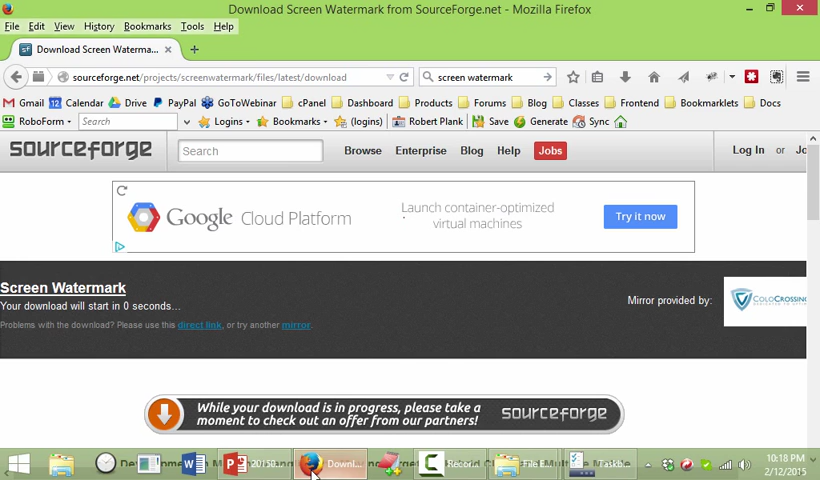 Download Screen Watermark from SourceForge.net - Mozilla Firefox
File Edit View History Bookmarks Tools Help
sf Download Screen Waterma...
sourceforge.net/projects/screenwatermark/files/latest/download
screen watermark
Gmail 12 Calendar Drive PayPal GoToWebinar cPanel Dashboard Products Forums Blog Classes Frontend Bookmarklets Docs
RoboForm Search Logins Bookmarks (logins) Robert Plank Save Generate Sync
sourceforge Search Browse Enterprise Blog Help Jobs Log In or
Google Cloud Platform
Launch container-optimized
virtual machines
Try it now
Screen Watermark
Your download will start in 0 seconds...
Problems with the download? Please use this direct link, or try another mirror.
Mirror provided by:
COLOCROSSING
While your download is in progress, please take a
moment to check out an offer from our partners!
sourceforge
Downl...
10:18 PM
2/12/2015